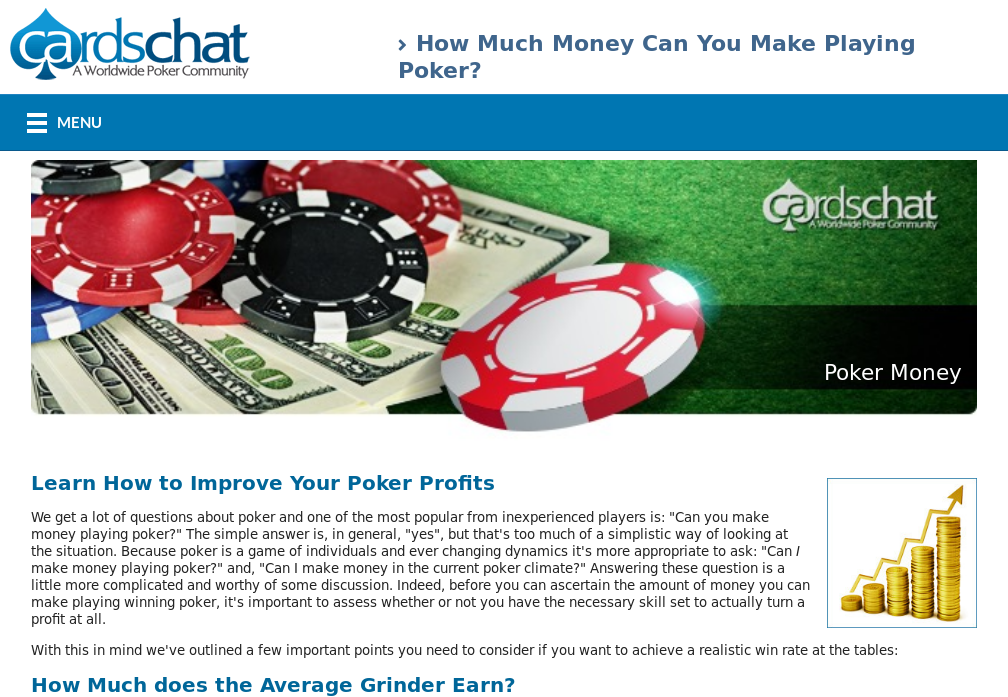 cardschat
A Worldwide Poker Community
How Much Money Can You Make Playing
Poker?
MENU
cardschat
A Worldwide Poker Community
100
100
Poker Money
Learn How to Improve Your Poker Profits
We get a lot of questions about poker and one of the most popular from inexperienced players is: "Can you make
money playing poker?" The simple answer is, in general, "yes", but that's too much of a simplistic way of looking at
the situation. Because poker is a game of individuals and ever changing dynamics it's more appropriate to ask: "Can I
make money playing poker?" and, "Can I make money in the current poker climate?" Answering these question is a
little more complicated and worthy of some discussion. Indeed, before you can ascertain the amount of money you can
make playing winning poker, it's important to assess whether or not you have the necessary skill set to actually turn a
profit at all.
With this in mind we've outlined a few important points you need to consider if you want to achieve a realistic win rate at the tables:
How Much does the Average Grinder Earn?